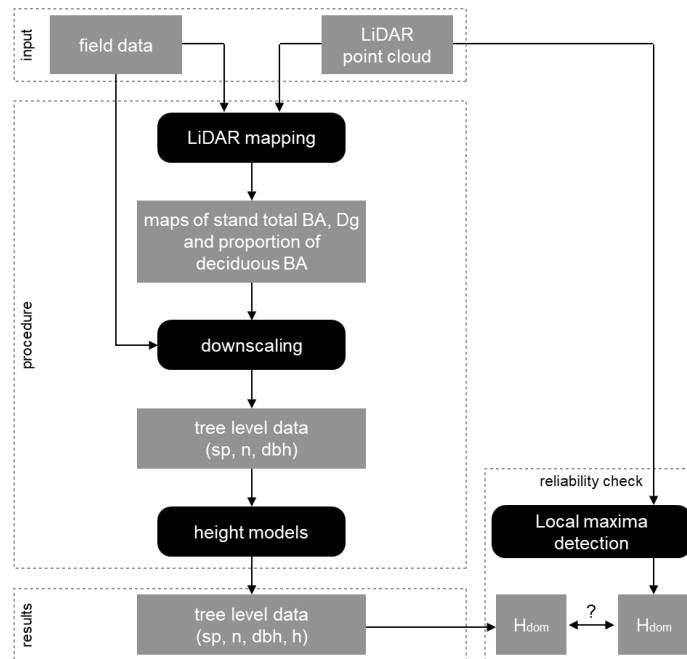 input
field data
LiDAR
point cloud
procedure
LiDAR mapping
maps of stand total BA, Dg
and proportion of
deciduous BA
downscaling
tree level data
(sp, n, dbh)
height models
reliability check
Local maxima
detection
results
tree level data
(sp, n, dbh, h)
Hdom
?
Hdom